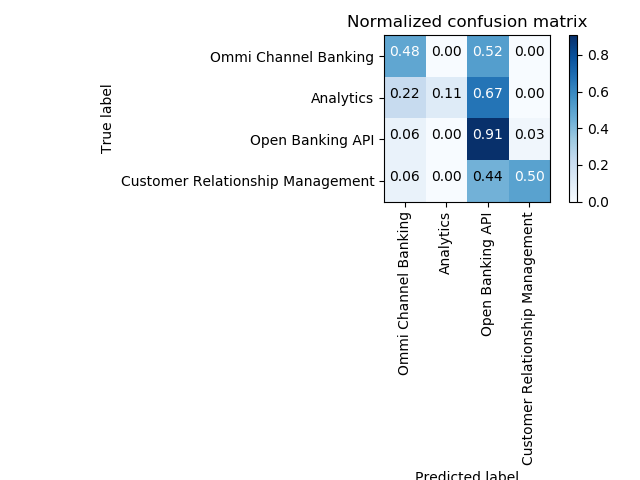 Normalized confusion matrix
True label
Ommi Channel Banking 0.48 0.00 0.52 0.00
Analytics 0.22 0.11 0.67 0.00
Open Banking API 0.06 0.00 0.91 0.03
Customer Relationship Management 0.06 0.00 0.44 0.50
0.8
0.6
0.4
0.2
0.0
Ommi Channel Banking
Analytics
Open Banking API
Customer Relationship Management
Predicted label